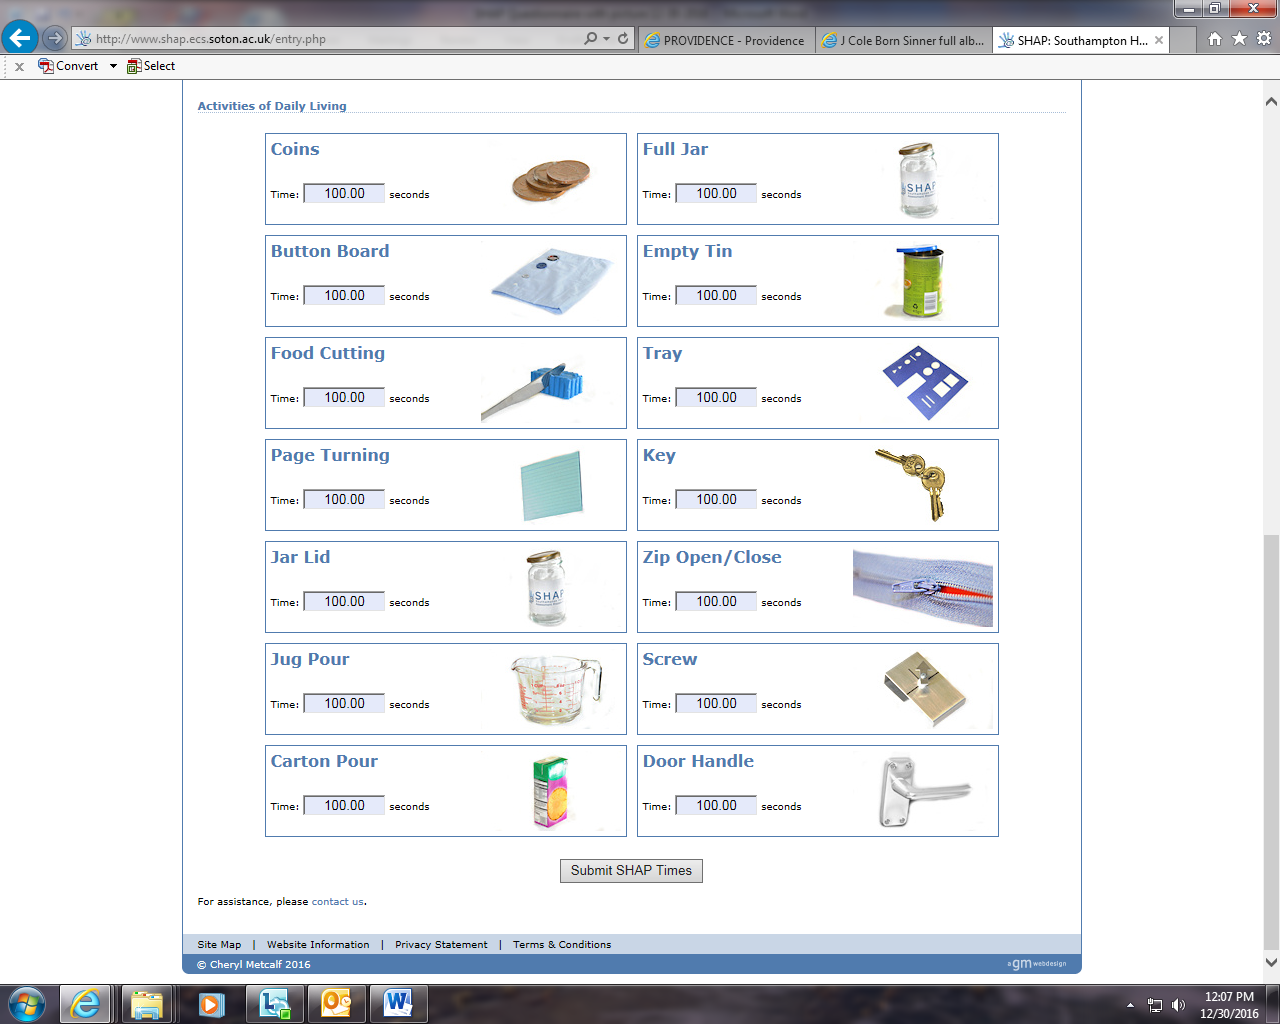 http://www.shap.ecs.soton.ac.uk/entry.php
PROVIDENCE - Providence
J Cole Born Sinner full alb...
SHAP: Southampton H...
Convert
Select
Activities of Daily Living
Coins
Time: 100.00 seconds
Full Jar
Time: 100.00 seconds
SHAP
Button Board
Time: 100.00 seconds
Empty Tin
Time: 100.00 seconds
Food Cutting
Time: 100.00 seconds
Tray
Time: 100.00 seconds
Page Turning
Time: 100.00 seconds
Key
Time: 100.00 seconds
Jar Lid
Time: 100.00 seconds
SHAP
Zip Open/Close
Time: 100.00 seconds
Jug Pour
Time: 100.00 seconds
Screw
Time: 100.00 seconds
Carton Pour
Time: 100.00 seconds
Door Handle
Time: 100.00 seconds
Submit SHAP Times
For assistance, please contact us.
Site Map | Website Information | Privacy Statement | Terms & Conditions
© Cheryl Metcalf 2016
gm webdesign
12:07 PM
12/30/2016